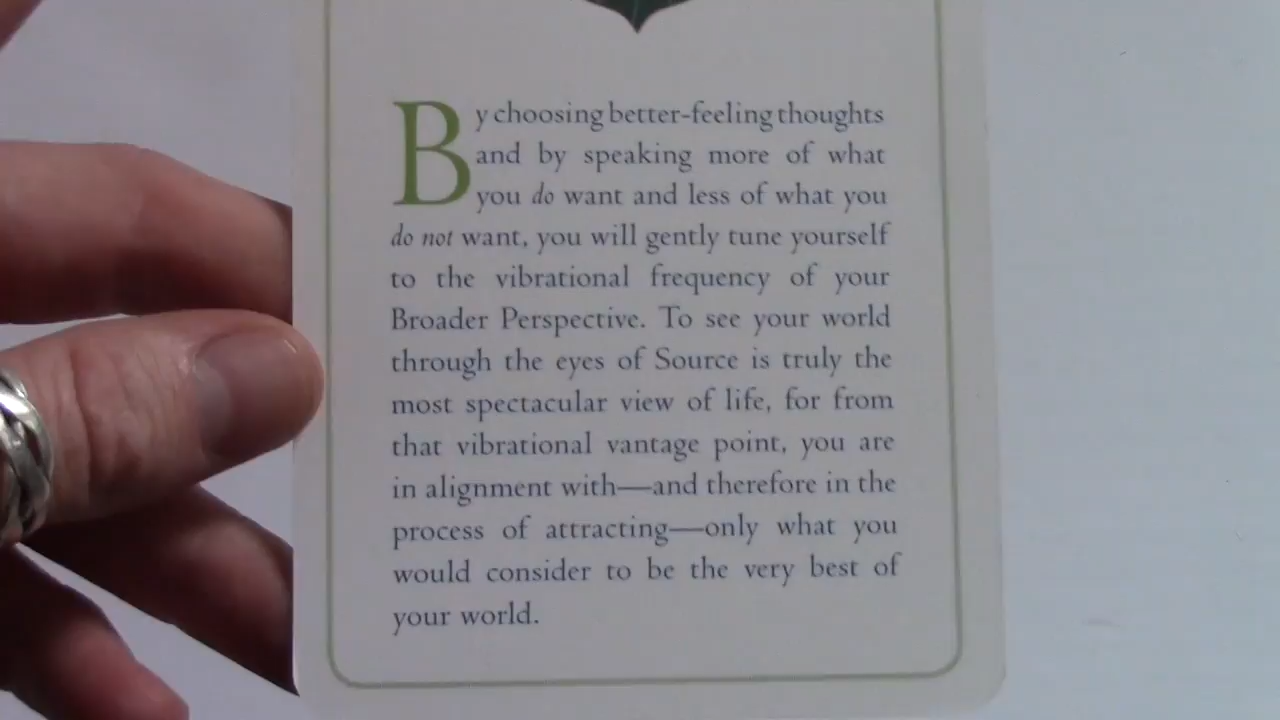 By choosing better-feeling thoughts
and by speaking more of what
you do want and less of what you
do not want, you will gently tune yourself
to the vibrational frequency of your
Broader Perspective. To see your world
through the eyes of Source is truly the
most spectacular view of life, for from
that vibrational vantage point, you are
in alignment with—and therefore in the
process of attracting—only what you
would consider to be the very best of
your world.